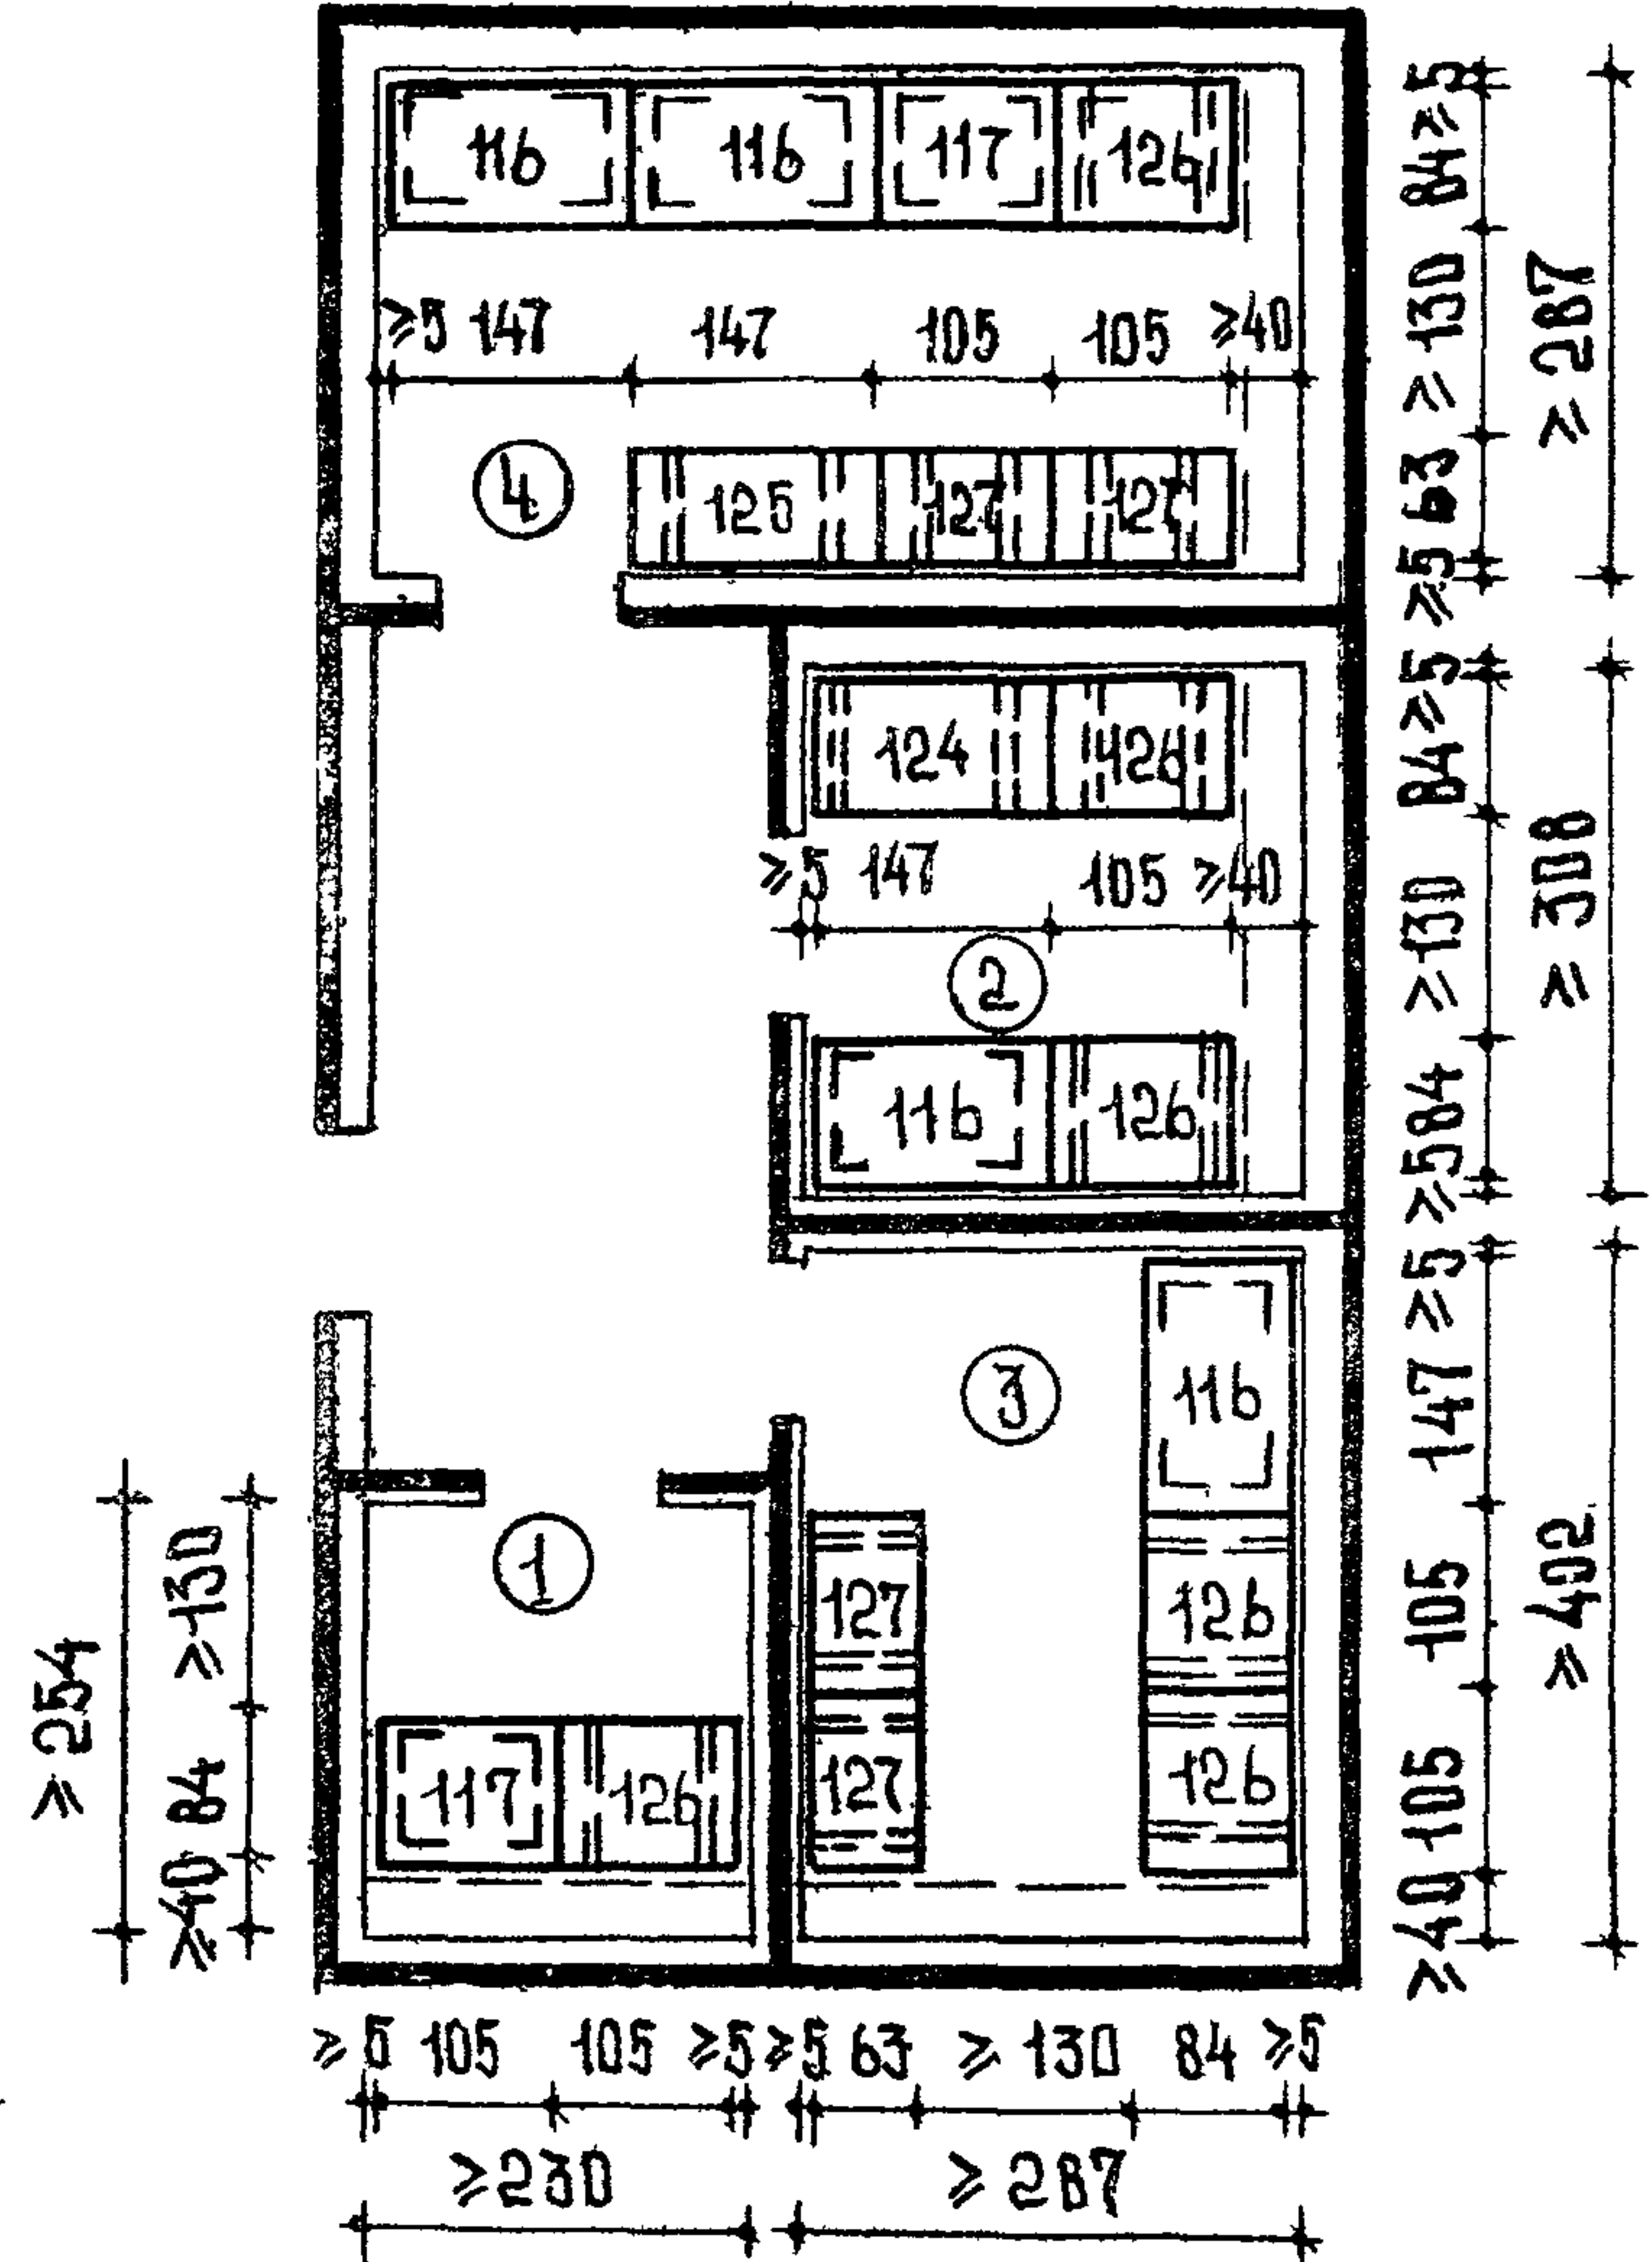 116 116 117 126
≥5 147 147 105 105 ≥40
4
125 127 127
124 126
≥5 147 105 ≥40
2
116 126
3
116
1
127 126
127 126
117 126
≥5 84 ≥130 63 ≥5
≥287
≥5 84 ≥130 84 ≥5
≥308
≥5 147 105 105 ≥40
≥402
≥130 84 ≥40
≥254
≥5 105 105 ≥5 ≥5 63 ≥130 84 ≥5
≥230 ≥287